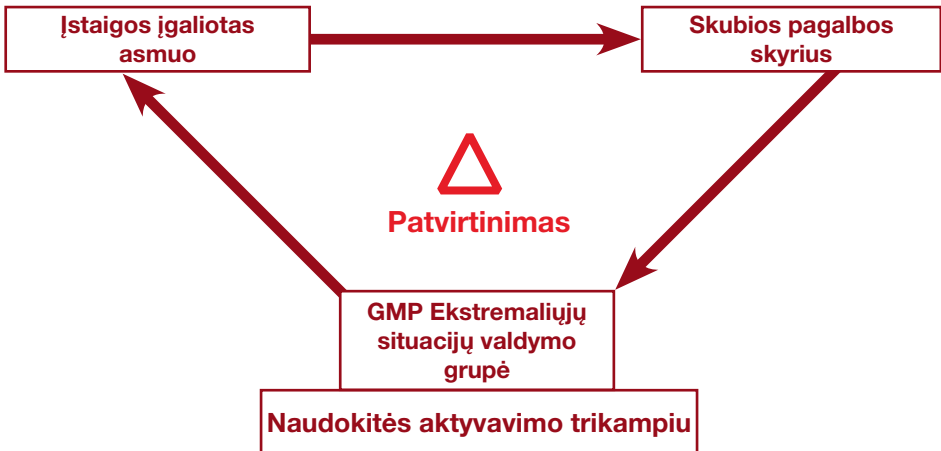 Įstaigos įgaliotas
asmuo
Skubios pagalbos
skyrius
Patvirtinimas
GMP Ekstremaliųjų
situacijų valdymo
grupė
Naudokitės aktyvavimo trikampiu